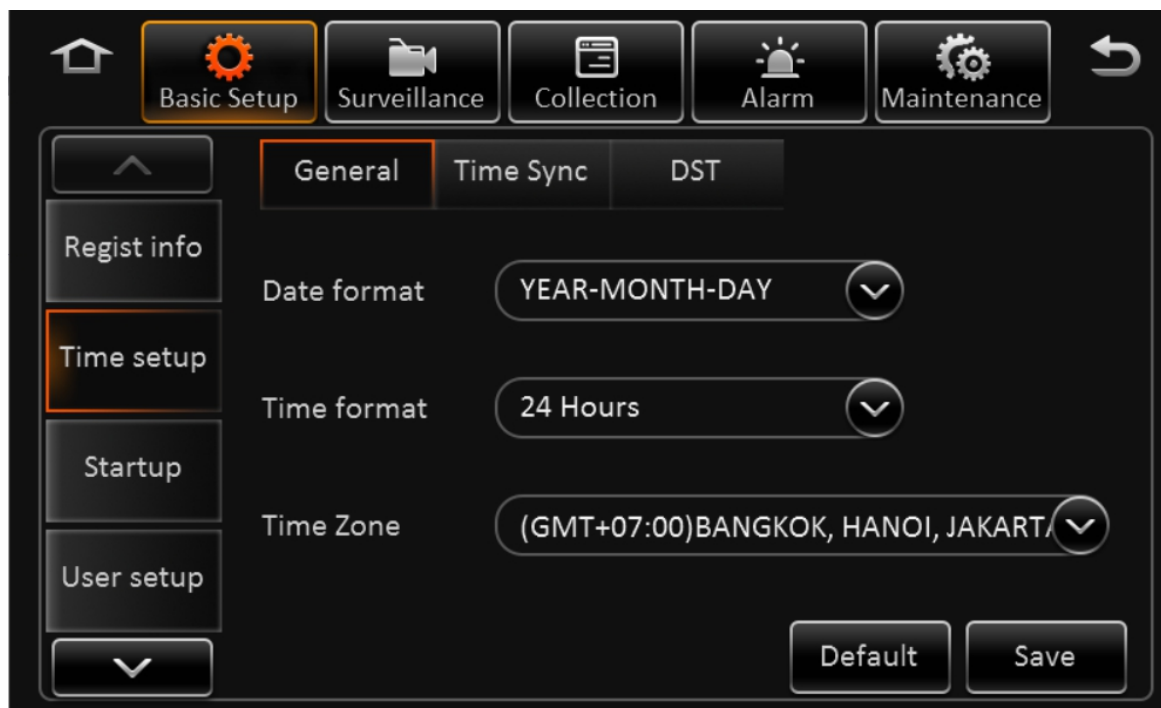 Basic Setup
Surveillance
Collection
Alarm
Maintenance
General
Time Sync
DST
Regist info
Time setup
Startup
User setup
Date format
YEAR-MONTH-DAY
Time format
24 Hours
Time Zone
(GMT+07:00)BANGKOK, HANOI, JAKARTA
Default
Save